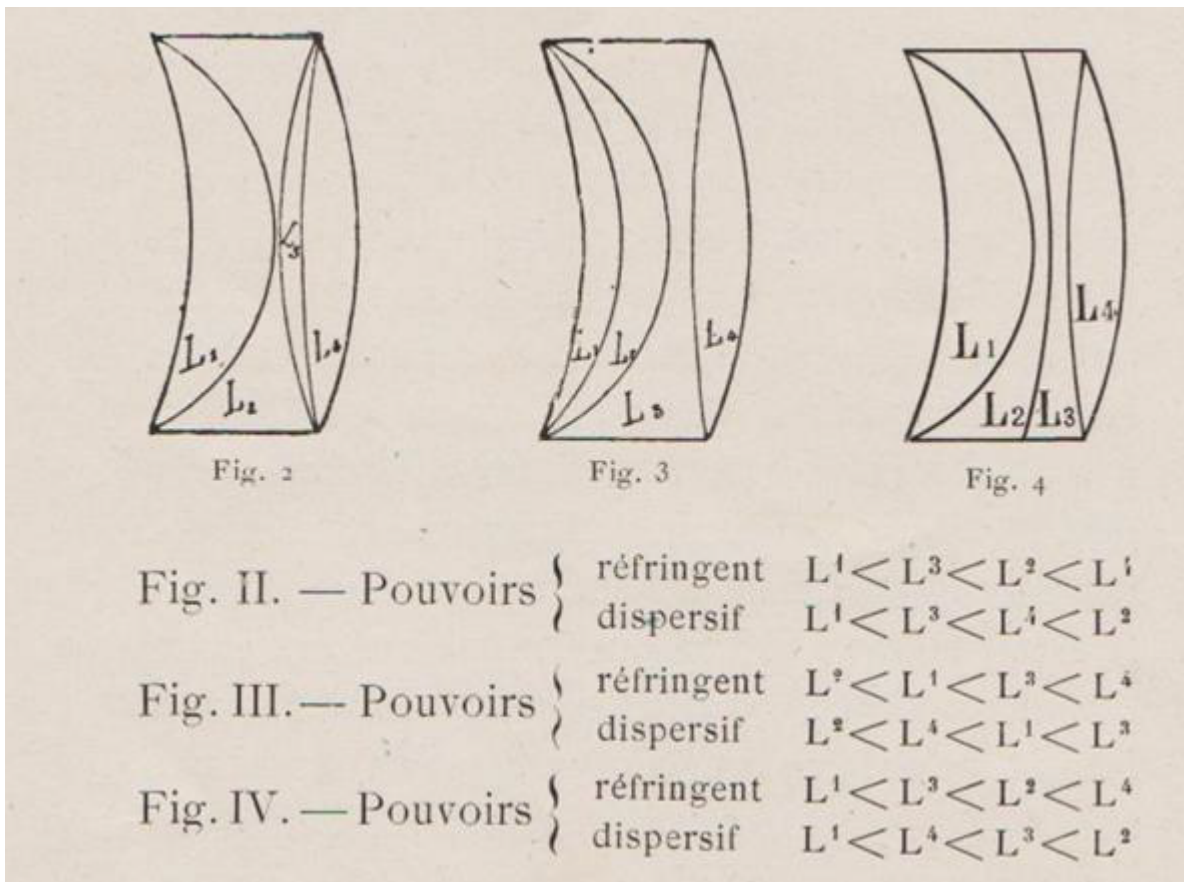 L₁ L₂ L₃ L₄
L₁ L₂ L₃ L₄
L1 L2 L3 L4
Fig. 2
Fig. 3
Fig. 4
Fig. II. — Pouvoirs { réfringent L¹ < L³ < L² < L⁴
dispersif L¹ < L³ < L⁴ < L²
Fig. III. — Pouvoirs { réfringent L² < L¹ < L³ < L⁴
dispersif L² < L⁴ < L¹ < L³
Fig. IV. — Pouvoirs { réfringent L¹ < L³ < L² < L⁴
dispersif L¹ < L⁴ < L³ < L²